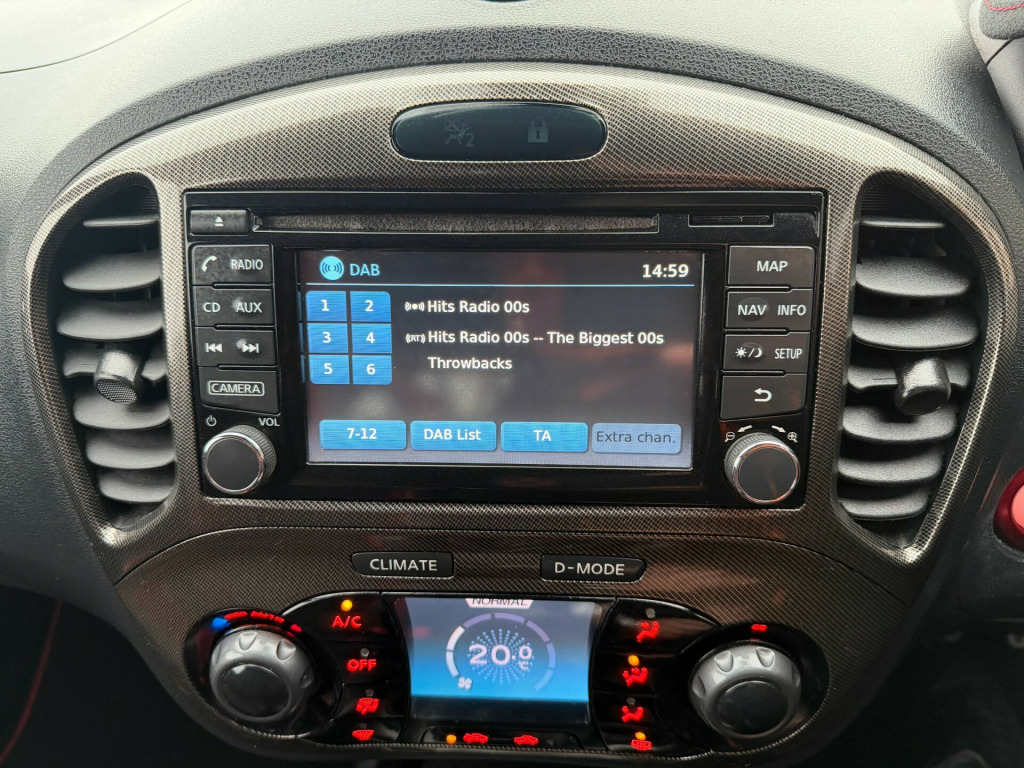 2
DAB 14:59
RADIO
MAP
1 2 Hits Radio 00s
CD AUX
NAV INFO
3 4 (RT) Hits Radio 00s -- The Biggest 00s
Throwbacks
SETUP
5 6
CAMERA
VOL
7-12 DAB List TA Extra chan.
CLIMATE D-MODE
NORMAL
A/C
20.0
°C
OFF